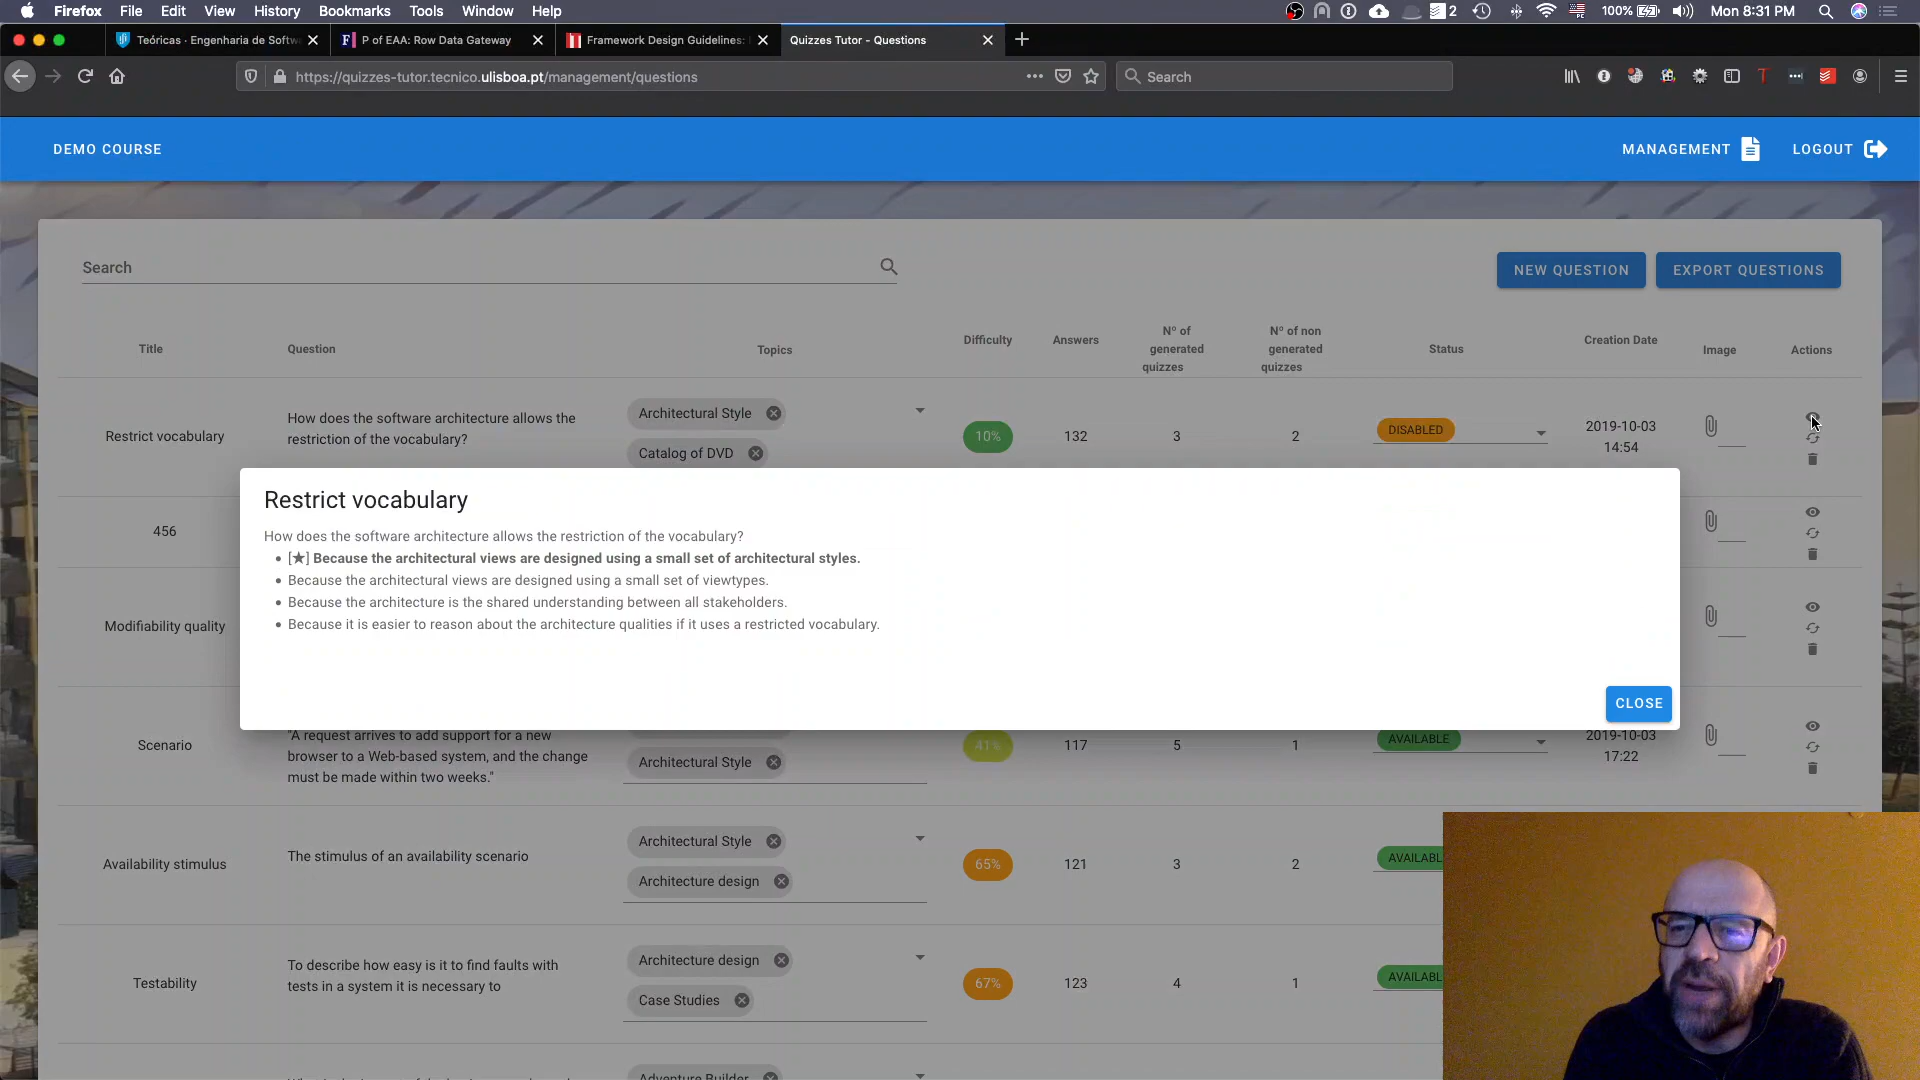 Firefox File Edit View History Bookmarks Tools Window Help 2 100% Mon 8:31 PM
Teóricas · Engenharia de Softw
P of EAA: Row Data Gateway
Framework Design Guidelines:
Quizzes Tutor - Questions
https://quizzes-tutor.tecnico.ulisboa.pt/management/questions
Search
DEMO COURSE
MANAGEMENT
LOGOUT
Search
NEW QUESTION
EXPORT QUESTIONS
Title
Question
Topics
Difficulty
Answers
Nº of
generated
quizzes
Nº of non
generated
quizzes
Status
Creation Date
Image
Actions
Restrict vocabulary
How does the software architecture allows the
restriction of the vocabulary?
Architectural Style
Catalog of DVD
10%
132
3
2
DISABLED
2019-10-03
14:54
456
Modifiability quality
Restrict vocabulary
How does the software architecture allows the restriction of the vocabulary?
• [★] Because the architectural views are designed using a small set of architectural styles.
• Because the architectural views are designed using a small set of viewtypes.
• Because the architecture is the shared understanding between all stakeholders.
• Because it is easier to reason about the architecture qualities if it uses a restricted vocabulary.
CLOSE
Scenario
"A request arrives to add support for a new
browser to a Web-based system, and the change
must be made within two weeks."
Architectural Style
41%
117
5
1
AVAILABLE
2019-10-03
17:22
Availability stimulus
The stimulus of an availability scenario
Architectural Style
Architecture design
65%
121
3
2
AVAILABL
Testability
To describe how easy is it to find faults with
tests in a system it is necessary to
Architecture design
Case Studies
67%
123
4
1
AVAILABL
Adventure Builder